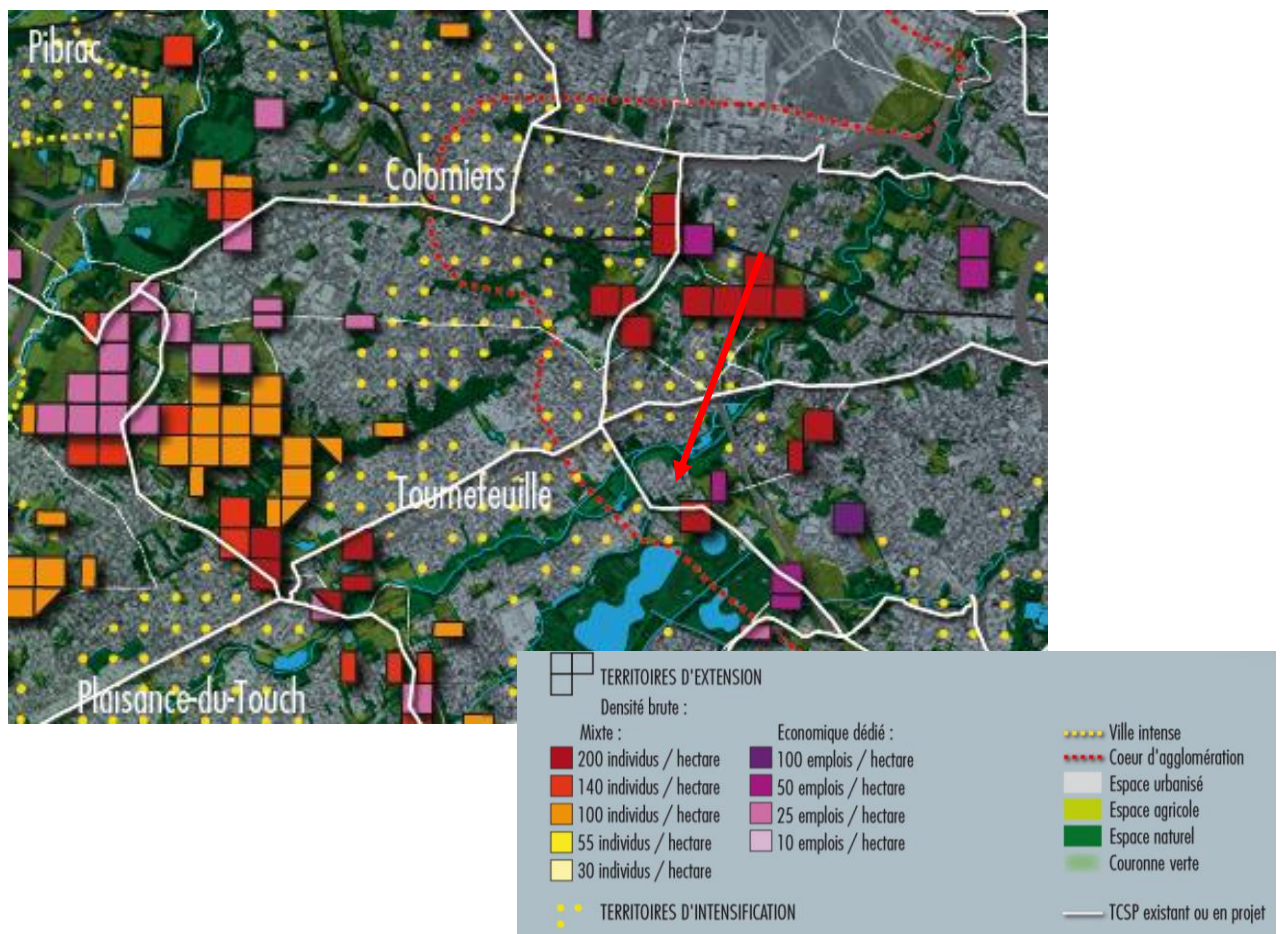 Pibrac
Colomiers
Tournefeuille
Plaisance-du-Touch
TERRITOIRES D'EXTENSION
Densité brute :
Mixte :
200 individus / hectare
140 individus / hectare
100 individus / hectare
55 individus / hectare
30 individus / hectare
TERRITOIRES D'INTENSIFICATION
Economique dédié :
100 emplois / hectare
50 emplois / hectare
25 emplois / hectare
10 emplois / hectare
Ville intense
Coeur d'agglomération
Espace urbanisé
Espace agricole
Espace naturel
Couronne verte
TCSP existant ou en projet